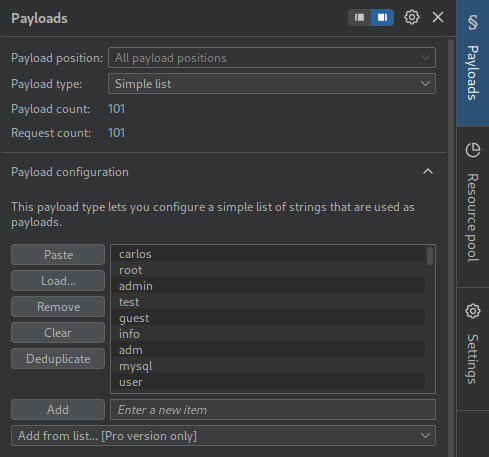 Payloads
Payload position: All payload positions
Payload type: Simple list
Payload count: 101
Request count: 101
Payload configuration
This payload type lets you configure a simple list of strings that are used as
payloads.
Paste
Load...
Remove
Clear
Deduplicate
carlos
root
admin
test
guest
info
adm
mysql
user
Add
Enter a new item
Add from list... [Pro version only]
§
Payloads
Resource pool
Settings